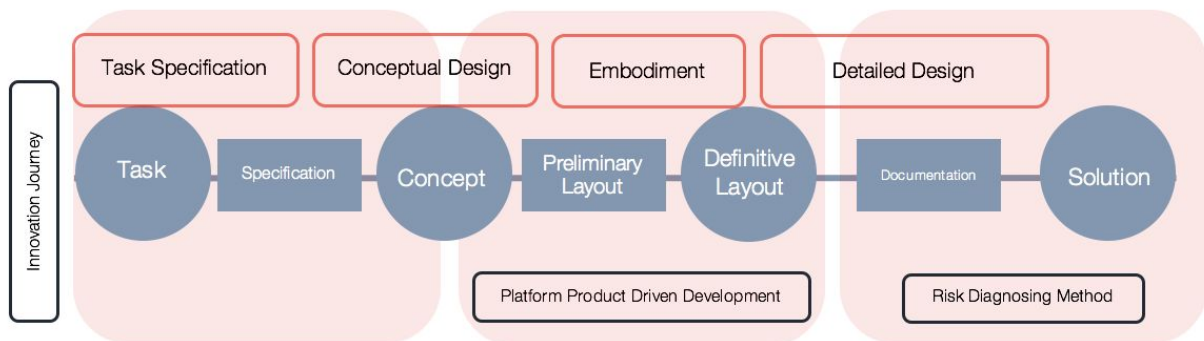 Task Specification
Conceptual Design
Embodiment
Detailed Design
Innovation Journey
Task
Specification
Concept
Preliminary
Layout
Definitive
Layout
Documentation
Solution
Platform Product Driven Development
Risk Diagnosing Method